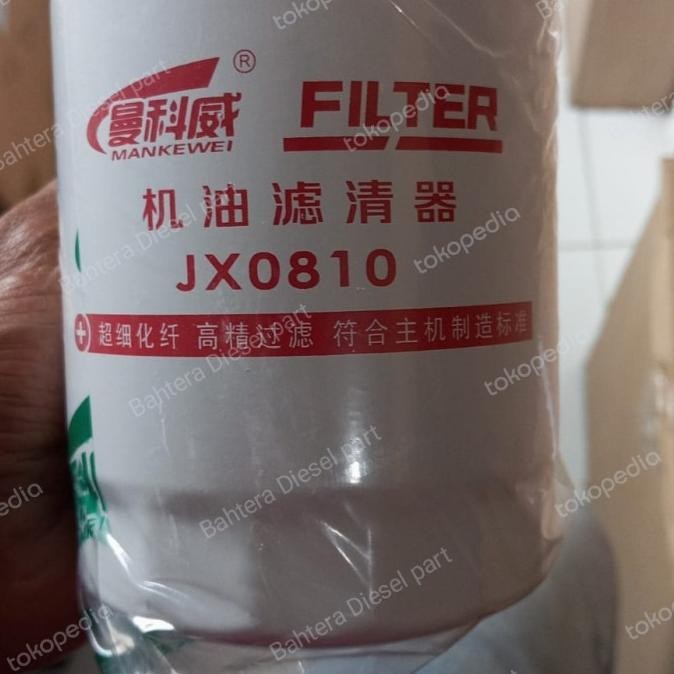 曼科威 ®
MANKEWEI
FILTER
机油滤清器
JX0810
超细化纤 高精过滤 符合主机制造标准
Bahtera Diesel part
tokopedia